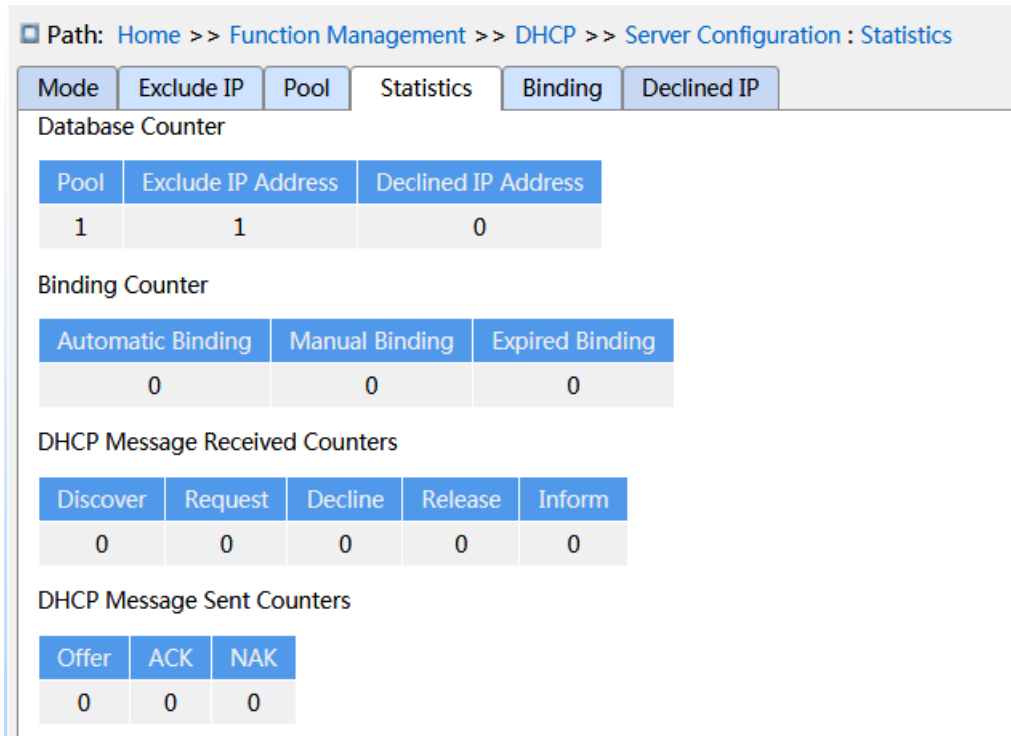 Path: Home >> Function Management >> DHCP >> Server Configuration : Statistics
Mode Exclude IP Pool Statistics Binding Declined IP
Database Counter
Pool Exclude IP Address Declined IP Address
1 1 0
Binding Counter
Automatic Binding Manual Binding Expired Binding
0 0 0
DHCP Message Received Counters
Discover Request Decline Release Inform
0 0 0 0 0
DHCP Message Sent Counters
Offer ACK NAK
0 0 0